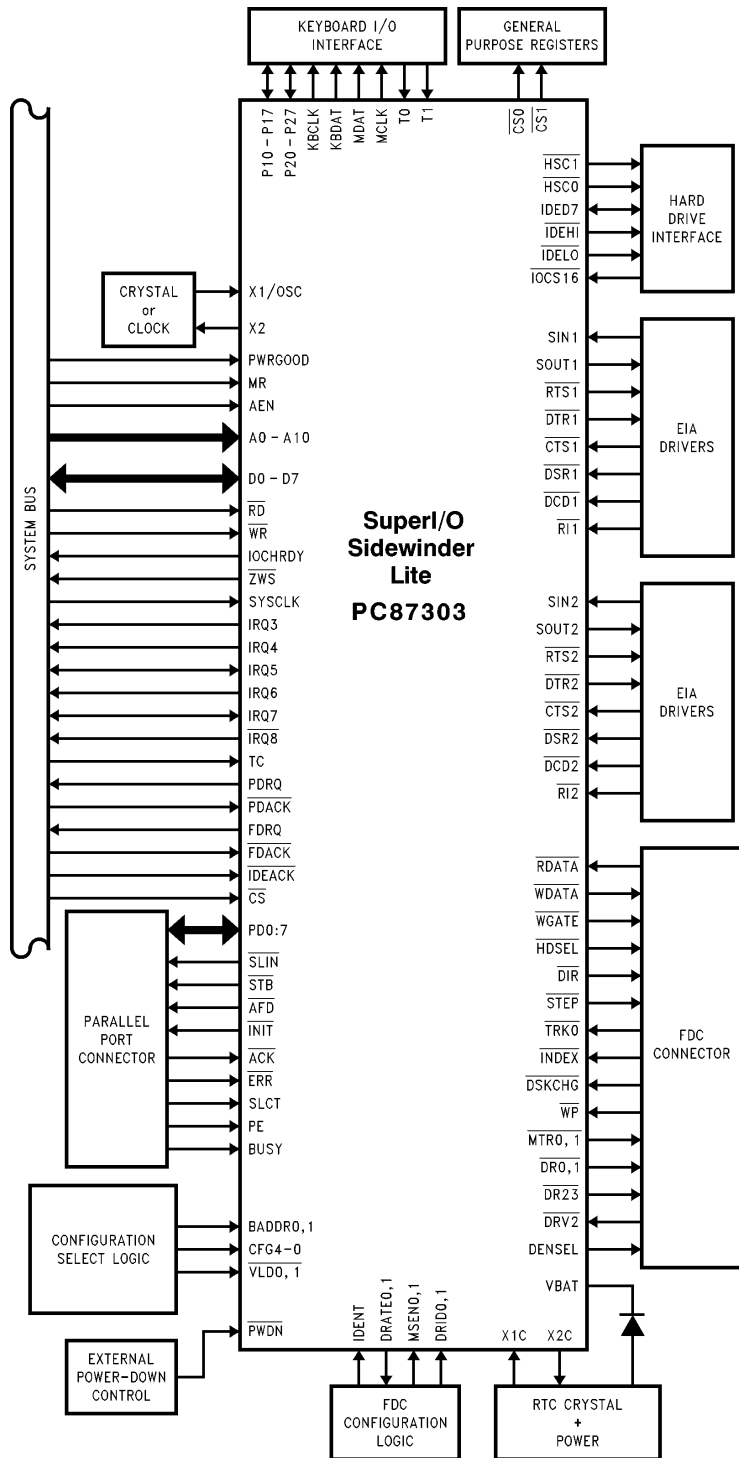 KEYBOARD I/O
INTERFACE
GENERAL
PURPOSE REGISTERS
P10 - P17
P20 - P27
KBCLK
KBDAT
MDAT
MCLK
T0
T1
CS0
CS1
HSC1
HSC0
IDED7
IDEHI
IDELO
IOCS16
HARD
DRIVE
INTERFACE
CRYSTAL
or
CLOCK
X1/OSC
X2
SYSTEM BUS
PWRGOOD
MR
AEN
A0 - A10
D0 - D7
RD
WR
IOCHRDY
ZWS
SYSCLK
IRQ3
IRQ4
IRQ5
IRQ6
IRQ7
IRQ8
TC
PDRQ
PDACK
FDRQ
FDACK
IDEACK
CS
SuperI/O
Sidewinder
Lite
PC87303
SIN1
SOUT1
RTS1
DTR1
CTS1
DSR1
DCD1
RI1
EIA
DRIVERS
SIN2
SOUT2
RTS2
DTR2
CTS2
DSR2
DCD2
RI2
EIA
DRIVERS
PARALLEL
PORT
CONNECTOR
PD0:7
SLIN
STB
AFD
INIT
ACK
ERR
SLCT
PE
BUSY
RDATA
WDATA
WGATE
HDSEL
DIR
STEP
TRK0
INDEX
DSKCHG
WP
MTR0, 1
DR0, 1
DR23
DRV2
DENSEL
FDC
CONNECTOR
CONFIGURATION
SELECT LOGIC
BADDR0, 1
CFG4-0
VLD0, 1
EXTERNAL
POWER-DOWN
CONTROL
PWDN
IDENT
DRATE0, 1
MSEN0, 1
DRID0, 1
FDC
CONFIGURATION
LOGIC
VBAT
X1C
X2C
RTC CRYSTAL
+
POWER